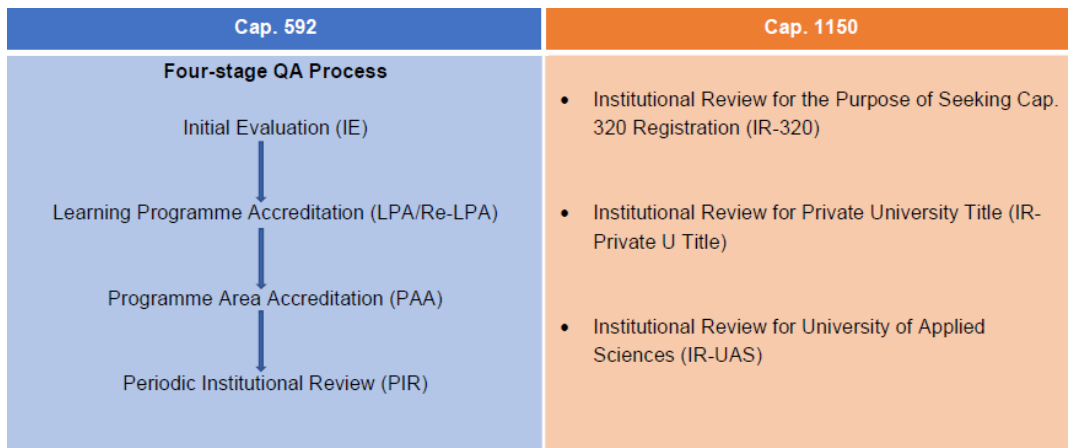 Cap. 592
Cap. 1150
Four-stage QA Process
Initial Evaluation (IE)
Learning Programme Accreditation (LPA/Re-LPA)
Programme Area Accreditation (PAA)
Periodic Institutional Review (PIR)
• Institutional Review for the Purpose of Seeking Cap.
320 Registration (IR-320)
• Institutional Review for Private University Title (IR-
Private U Title)
• Institutional Review for University of Applied
Sciences (IR-UAS)